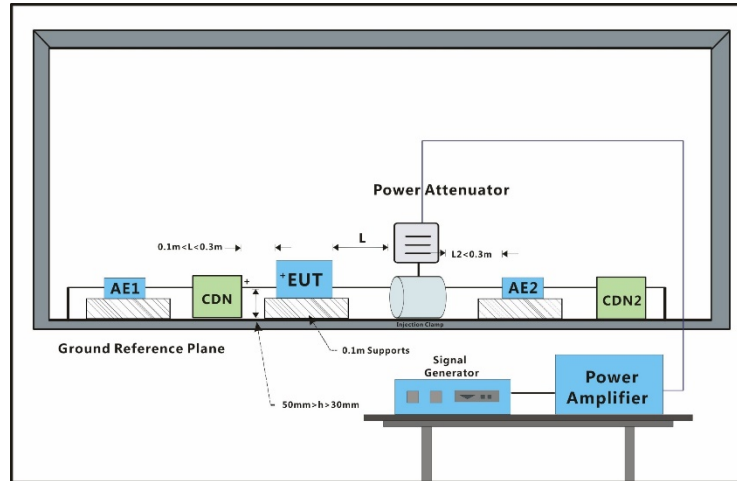 Power Attenuator
0.1m<L<0.3m
L
L2<0.3m
+EUT
AE1
CDN
+
AE2
CDN2
Injection Clamp
Ground Reference Plane
0.1m Supports
Signal
Generator
Power
Amplifier
50mm>h>30mm